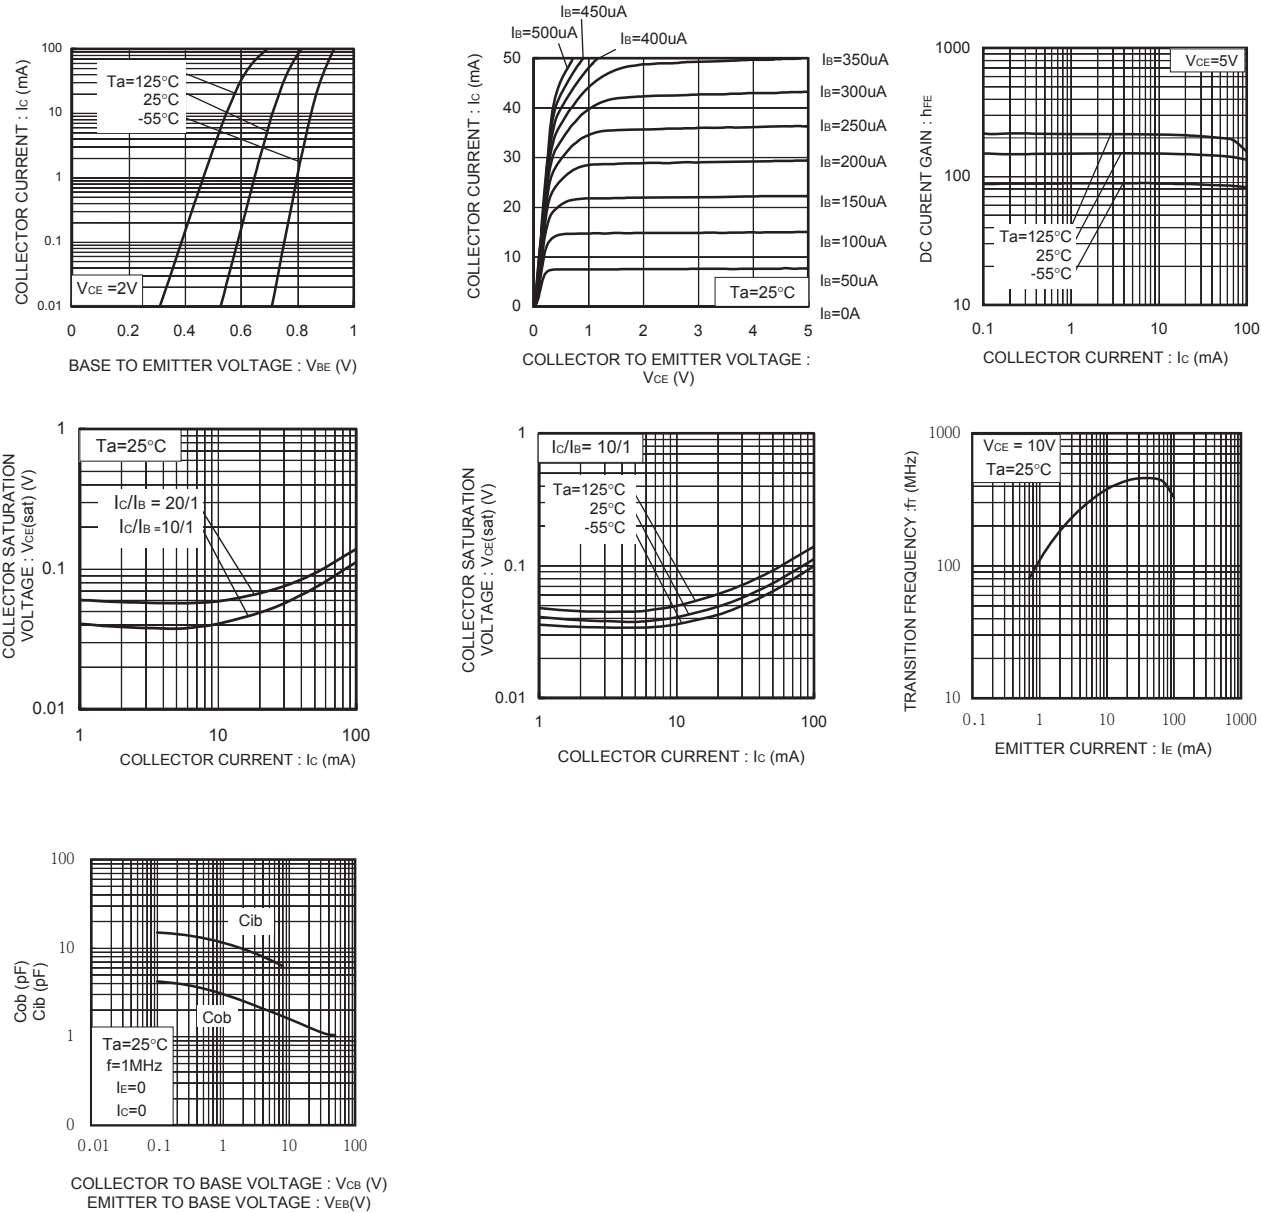 COLLECTOR CURRENT : Ic (mA)
100
10
1
0.1
0.01
Ta=125°C
25°C
-55°C
VCE =2V
0 0.2 0.4 0.6 0.8 1
BASE TO EMITTER VOLTAGE : VBE (V)
IB=450uA
IB=500uA
IB=400uA
COLLECTOR CURRENT : Ic (mA)
50
40
30
20
10
0
IB=350uA
IB=300uA
IB=250uA
IB=200uA
IB=150uA
IB=100uA
IB=50uA
IB=0A
Ta=25°C
0 1 2 3 4 5
COLLECTOR TO EMITTER VOLTAGE :
VCE (V)
DC CURENT GAIN : hFE
1000
100
10
VCE=5V
Ta=125°C
25°C
-55°C
0.1 1 10 100
COLLECTOR CURRENT : Ic (mA)
COLLECTOR SATURATION
VOLTAGE : VCE(sat) (V)
1
0.1
0.01
Ta=25°C
Ic/IB = 20/1
Ic/IB =10/1
1 10 100
COLLECTOR CURRENT : Ic (mA)
COLLECTOR SATURATION
VOLTAGE : VCE(sat) (V)
1
0.1
0.01
Ic/IB= 10/1
Ta=125°C
25°C
-55°C
1 10 100
COLLECTOR CURRENT : Ic (mA)
TRANSITION FREQUENCY :fT (MHz)
1000
100
10
VCE = 10V
Ta=25°C
0.1 1 10 100 1000
EMITTER CURRENT : IE (mA)
Cob (pF)
Cib (pF)
100
10
1
0
Cib
Cob
Ta=25°C
f=1MHz
IE=0
Ic=0
0.01 0.1 1 10 100
COLLECTOR TO BASE VOLTAGE : VCB (V)
EMITTER TO BASE VOLTAGE : VEB(V)